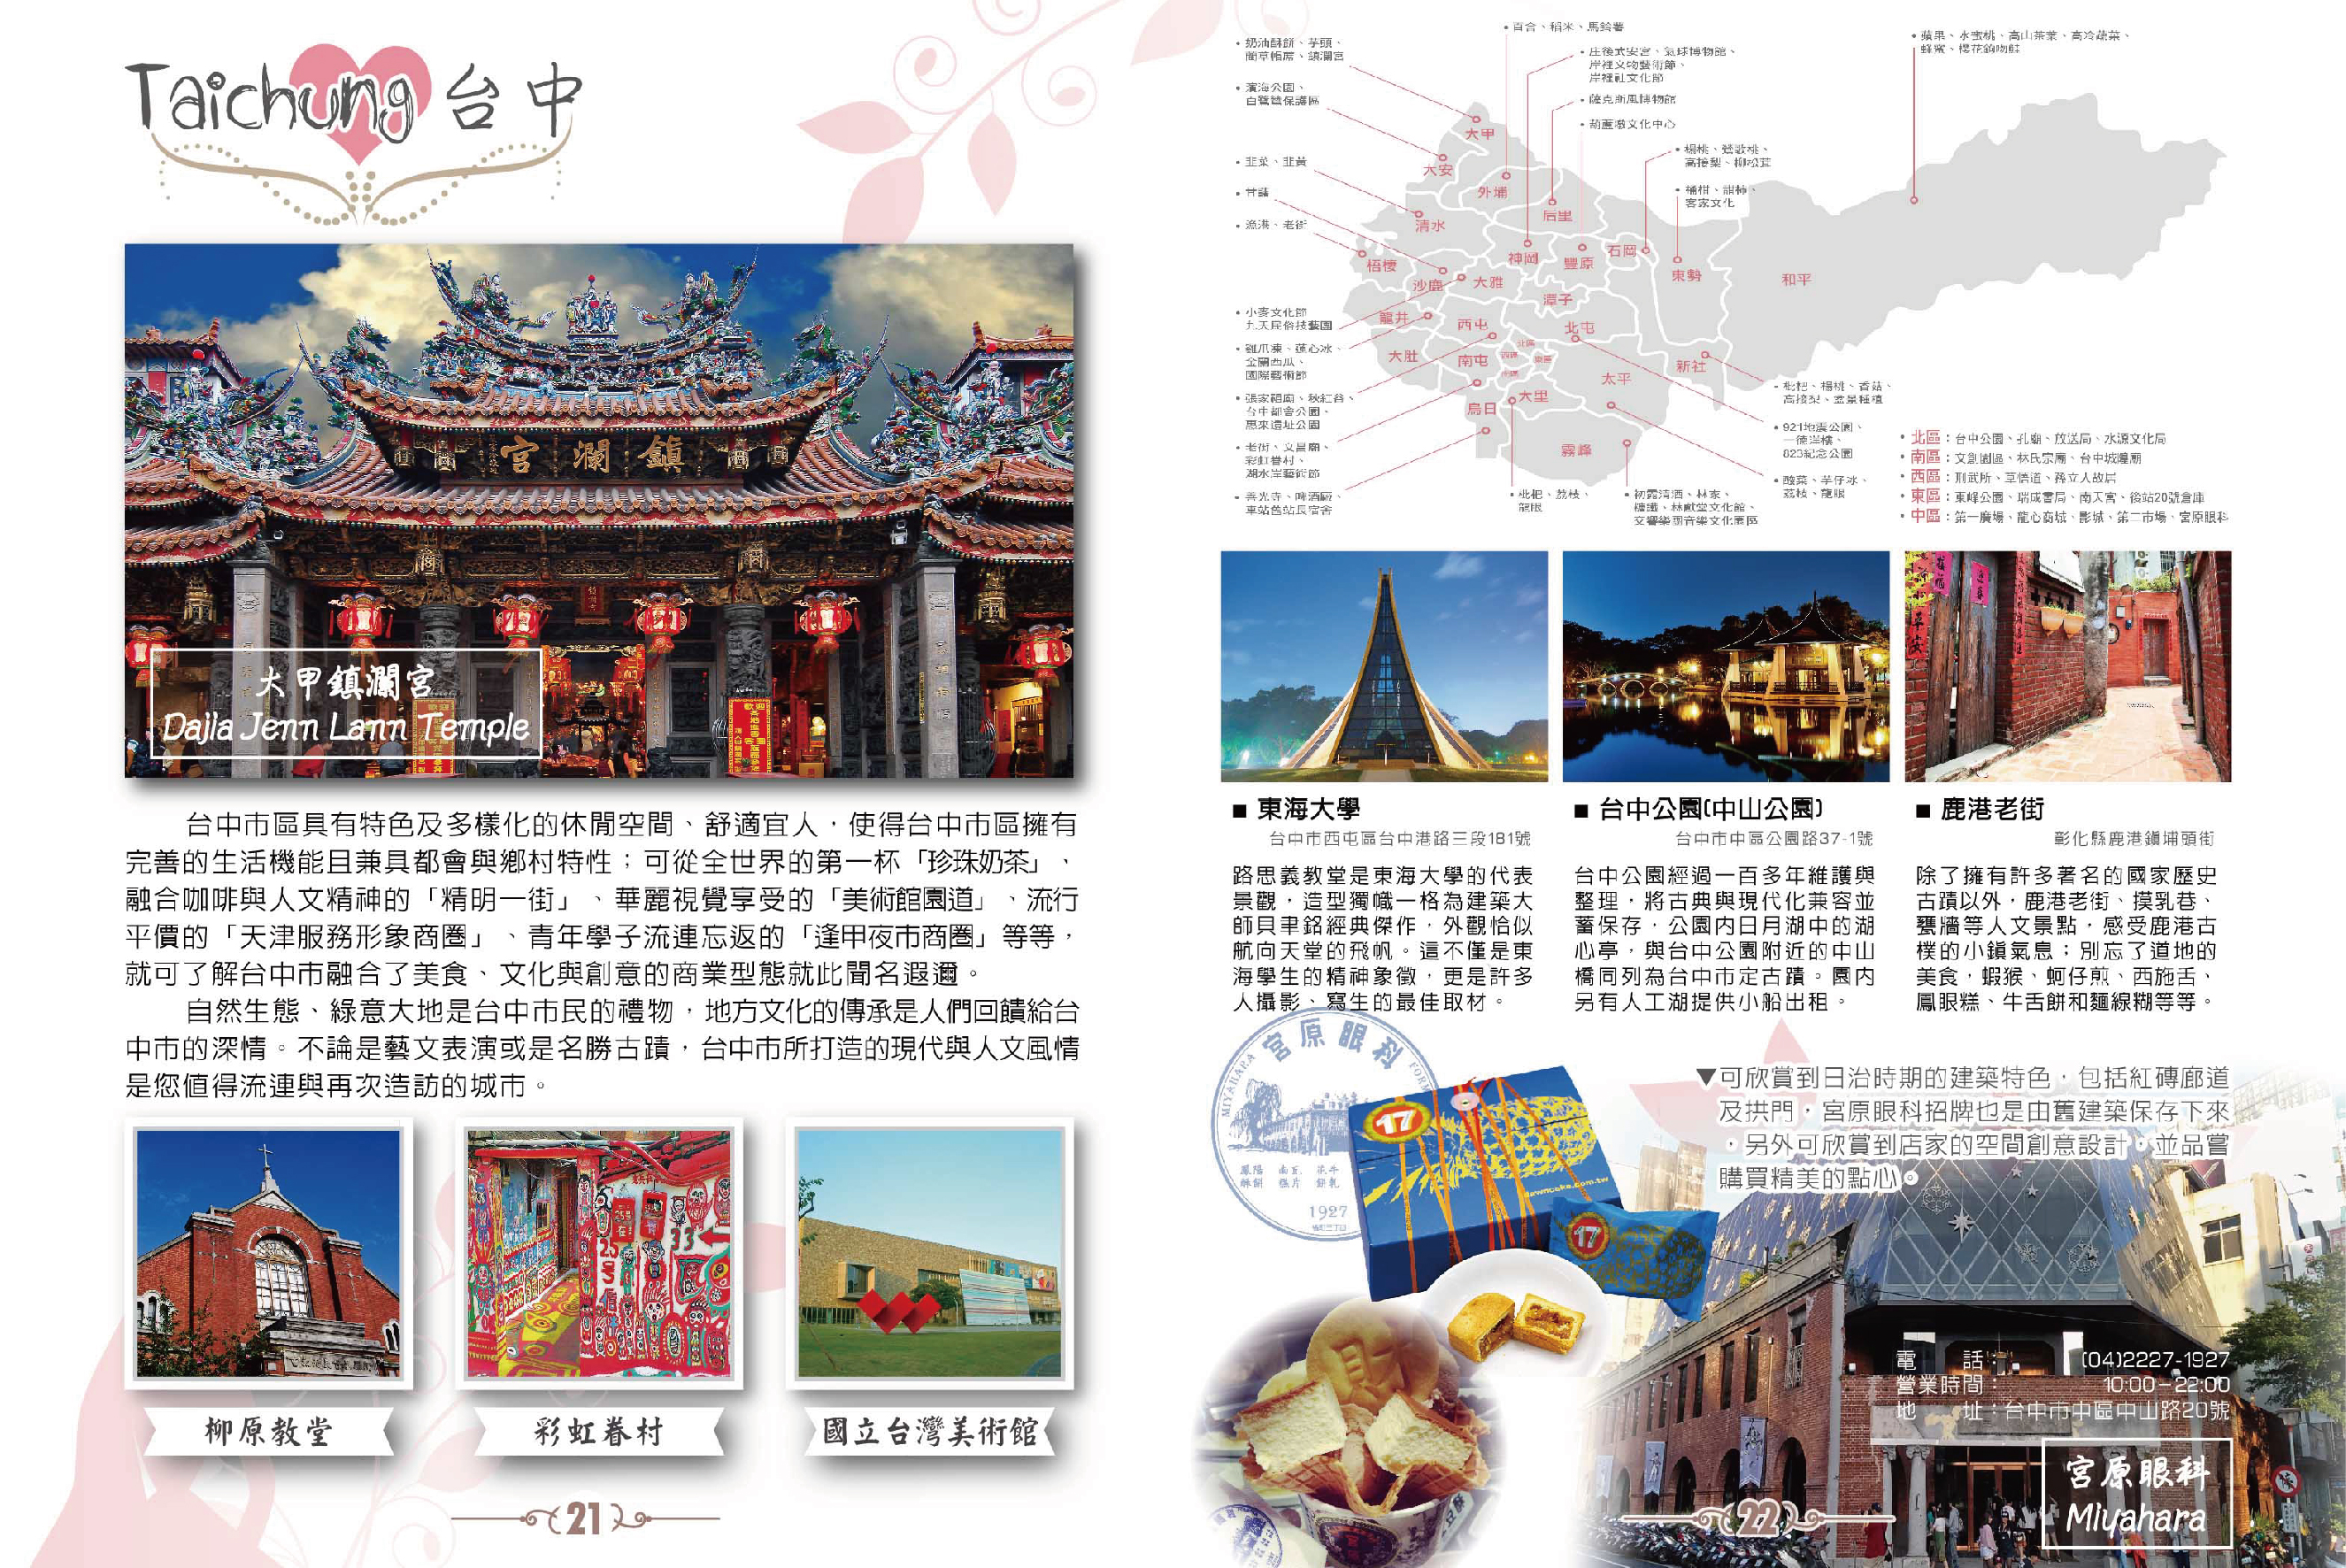 Taichung 台中
鎮瀾宮
大甲鎮瀾宮
Dajia Jenn Lann Temple
台中市區具有特色及多樣化的休閒空間、舒適宜人，使得台中市區擁有
完善的生活機能且兼具都會與鄉村特性；可從全世界的第一杯「珍珠奶茶」，
融合咖啡與人文精神的「精明一街」、華麗視覺享受的「美術館園道」、流行
平價的「天津服務形象商圈」、青年學子流連忘返的「逢甲夜市商圈」等等，
就可了解台中市融合了美食、文化與創意的商業型態就此聞名遐邇。
自然生態、綠意大地是台中市民的禮物，地方文化的傳承是人們回饋給台
中市的深情。不論是藝文表演或是名勝古蹟，台中市所打造的現代與人文風情
是您值得流連與再次造訪的城市。
柳原教堂
彩虹眷村
國立台灣美術館
21
• 奶油酥餅、芋頭、
藺草帽蓆、鎮瀾宮
• 濱海公園、
白鷺鷥保護區
• 韭菜、韭黃
• 甘藷
• 漁港、老街
• 小麥文化節
九天民俗技藝園
• 雞爪凍、蓮心冰、
金蘭西瓜、
國際藝術節
• 張家祖廟、秋紅谷、
台中都會公園、
惠來遺址公園
• 老街、文昌廟、
彩虹眷村、
湖水岸藝術節
• 善光寺、啤酒廠、
車站舊站長宿舍
• 百合、稻米、馬鈴薯
• 庄後武安宮、氣球博物館、
岸裡文物藝術節、
岸裡社文化節
• 薩克斯風博物館
• 葫蘆墩文化中心
• 楊桃、鶯歌桃、
高接梨、柳松茸
• 椪柑、甜柿、
客家文化
• 蘋果、水蜜桃、高山茶葉、高冷蔬菜、
蜂蜜、櫻花鉤吻鮭
大甲
大安
外埔
后里
清水
神岡
豐原
石岡
東勢
和平
梧棲
沙鹿
大雅
潭子
龍井
西屯
北屯
大肚
南屯
北區
西區
東區
新社
太平
烏日
大里
霧峰
• 枇杷、楊桃、香菇、
高接梨、
• 921地震公園、
一德洋樓、
823紀念公園
• 酸菜、芋仔冰、
荔枝、龍眼
• 枇杷、荔枝、
龍眼
• 初霧清酒、林家、
林獻堂文化館、
交響樂團音樂文化園區
• 北區：台中公園、孔廟、放送局、水源文化局
• 南區：文創園區、林氏宗廟、台中城隍廟
• 西區：刑武所、草悟道、孫立人故居
• 東區：東峰公園、瑞成書局、南天宮、後站20號倉庫
• 中區：第一廣場、龍心商城、影城、第二市場、宮原眼科
■ 東海大學
台中市西屯區台中港路三段181號
路思義教堂是東海大學的代表
景觀，造型獨幟一格為建築大
師貝聿銘經典傑作，外觀恰似
航向天堂的飛帆。這不僅是東
海學生的精神象徵，更是許多
人攝影、寫生的最佳取材。
■ 台中公園(中山公園)
台中市中區公園路37-1號
台中公園經過一百多年維護與
整理，將古典與現代化兼容並
蓄保存，公園內日月湖中的湖
心亭，與台中公園附近的中山
橋同列為台中市定古蹟。園內
另有人工湖提供小船出租。
■ 鹿港老街
彰化縣鹿港鎮埔頭街
除了擁有許多著名的國家歷史
古蹟以外，鹿港老街、摸乳巷、
甕牆等人文景點，感受鹿港古
樸的小鎮氣息；別忘了道地的
美食，蝦猴、蚵仔煎、西施舌、
鳳眼糕、牛舌餅和麵線糊等等。
宮原眼科
MIYAHARA
1927
17
dawncake.com.tw
17
▼可欣賞到日治時期的建築特色，包括紅磚廊道
及拱門，宮原眼科招牌也是由舊建築保存下來
，另外可欣賞到店家的空間創意設計，並品嘗
購買精美的點心。
電 話： (04)2227-1927
營業時間： 10:00－22:00
地 址：台中市中區中山路20號
宮原眼科
Miyahara
22